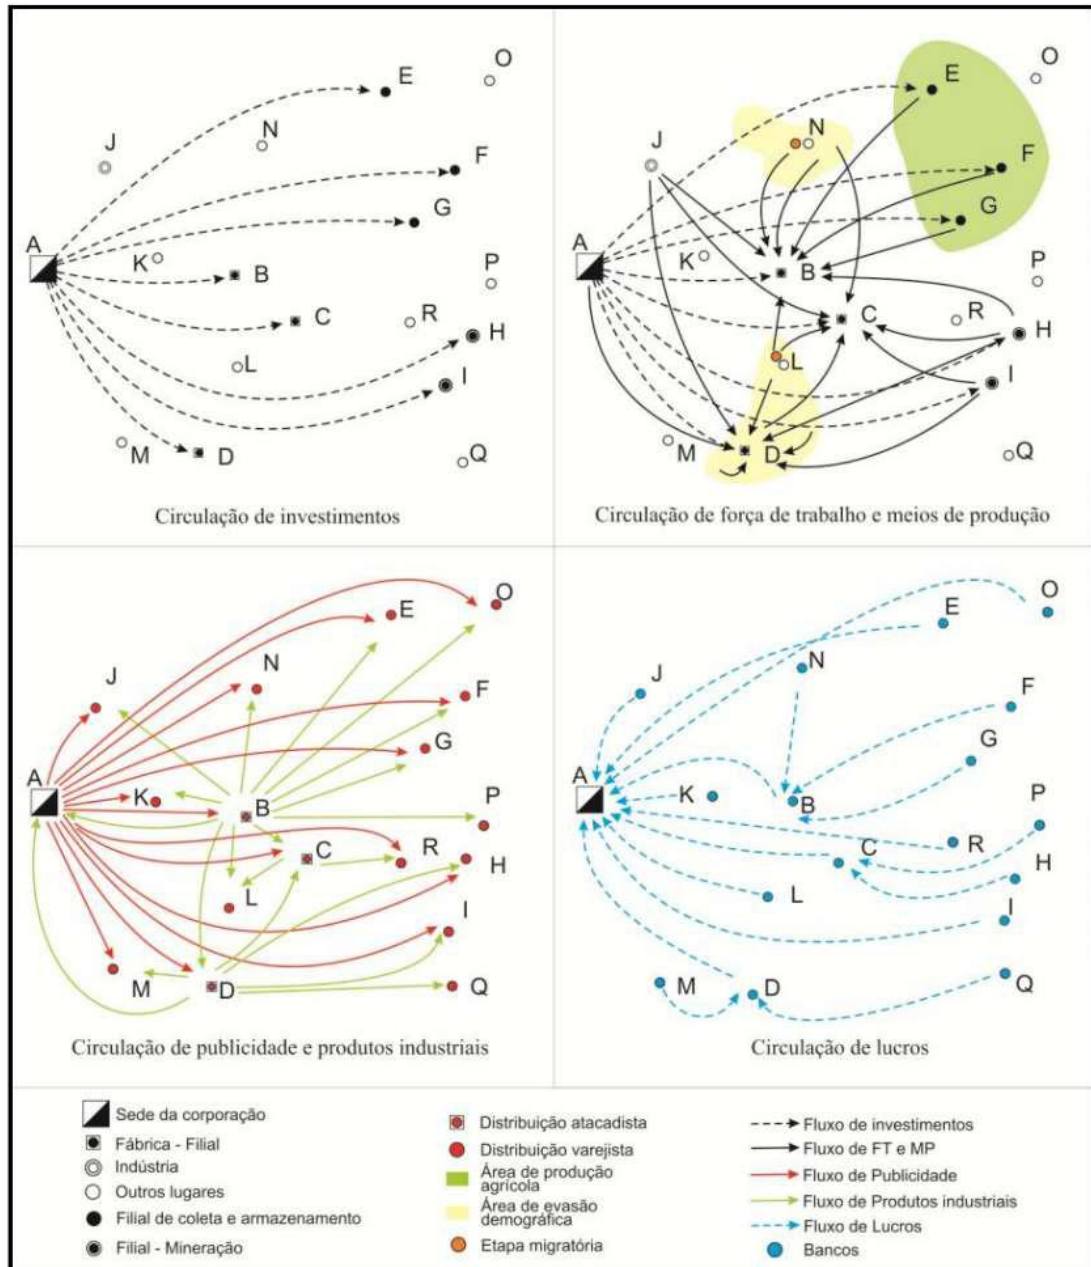 O
E
N
J
F
G
A
K
B
P
C
R
H
L
I
M
D
Q
Circulação de investimentos
O
E
N
J
F
G
A
K
B
P
C
R
H
L
I
M
D
Q
Circulação de força de trabalho e meios de produção
O
E
N
J
F
G
A
K
B
P
C
R
H
L
I
M
D
Q
Circulação de publicidade e produtos industriais
O
E
N
J
F
G
A
K
B
P
C
R
H
L
I
M
D
Q
Circulação de lucros
Sede da corporação
Fábrica - Filial
Indústria
Outros lugares
Filial de coleta e armazenamento
Filial - Mineração
Distribuição atacadista
Distribuição varejista
Área de produção
agrícola
Área de evasão
demográfica
Etapa migratória
Fluxo de investimentos
Fluxo de FT e MP
Fluxo de Publicidade
Fluxo de Produtos industriais
Fluxo de Lucros
Bancos